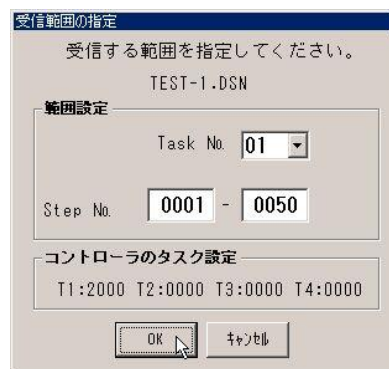 受信範囲の指定
受信する範囲を指定してください。
TEST-1.DSN
範囲設定
Task No. 01
Step No. 0001 - 0050
コントローラのタスク設定
T1:2000 T2:0000 T3:0000 T4:0000
OK キャンセル